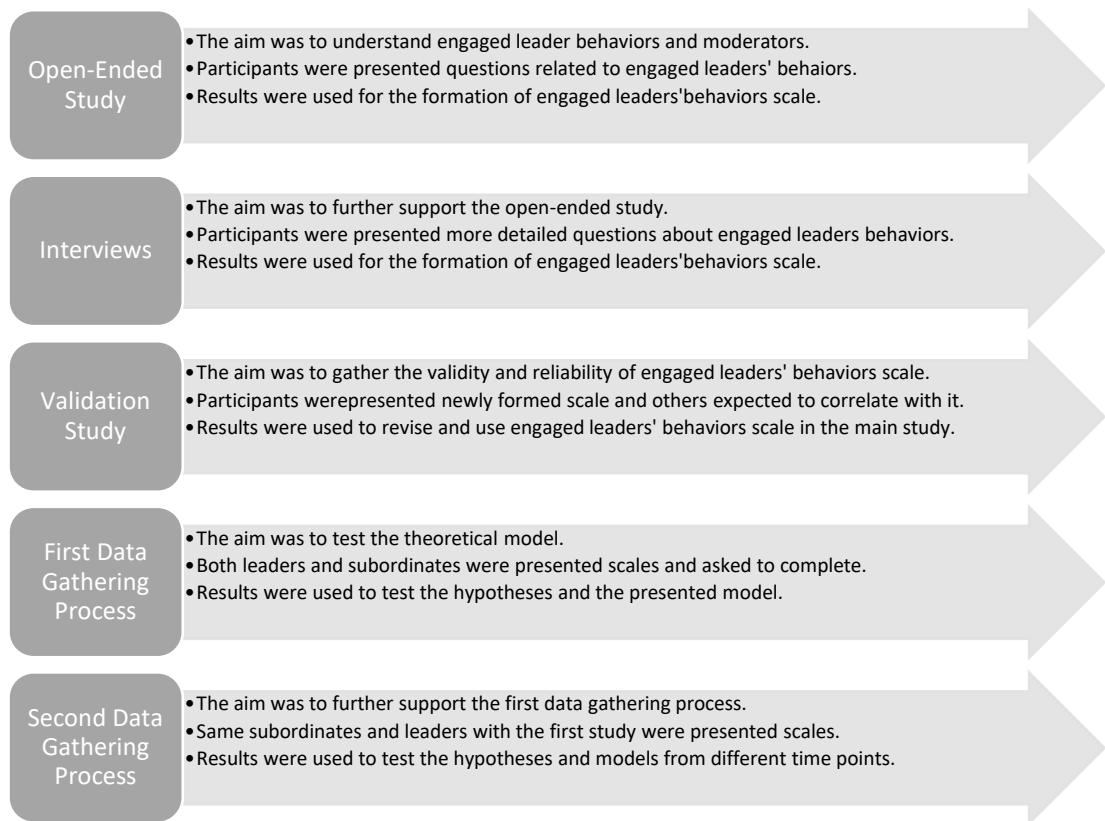 Open-Ended
Study
•The aim was to understand engaged leader behaviors and moderators.
•Participants were presented questions related to engaged leaders' behaiors.
•Results were used for the formation of engaged leaders'behaviors scale.
Interviews
•The aim was to further support the open-ended study.
•Participants were presented more detailed questions about engaged leaders behaviors.
•Results were used for the formation of engaged leaders'behaviors scale.
Validation
Study
•The aim was to gather the validity and reliability of engaged leaders' behaviors scale.
•Participants werepresented newly formed scale and others expected to correlate with it.
•Results were used to revise and use engaged leaders' behaviors scale in the main study.
First Data
Gathering
Process
•The aim was to test the theoretical model.
•Both leaders and subordinates were presented scales and asked to complete.
•Results were used to test the hypotheses and the presented model.
Second Data
Gathering
Process
•The aim was to further support the first data gathering process.
•Same subordinates and leaders with the first study were presented scales.
•Results were used to test the hypotheses and models from different time points.